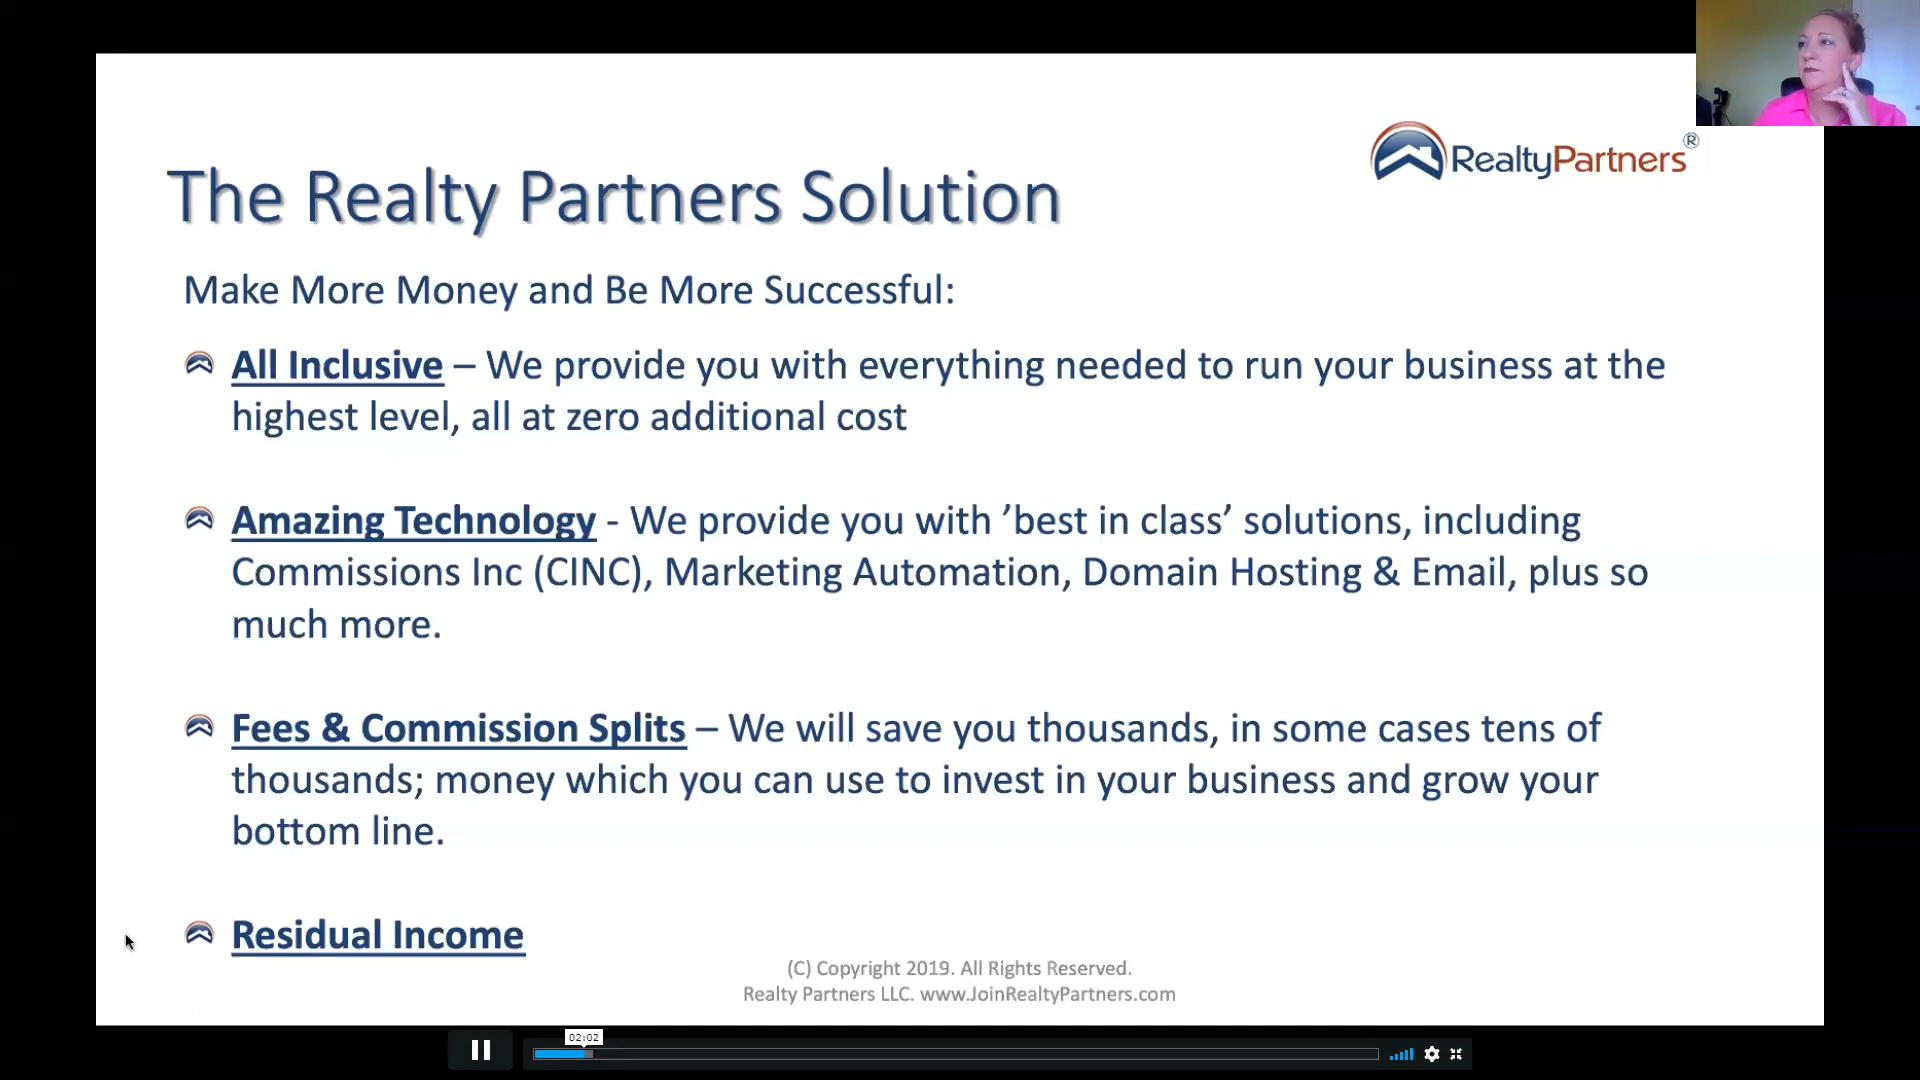 RealtyPartners®
The Realty Partners Solution
Make More Money and Be More Successful:
All Inclusive – We provide you with everything needed to run your business at the
highest level, all at zero additional cost
Amazing Technology - We provide you with ’best in class’ solutions, including
Commissions Inc (CINC), Marketing Automation, Domain Hosting & Email, plus so
much more.
Fees & Commission Splits – We will save you thousands, in some cases tens of
thousands; money which you can use to invest in your business and grow your
bottom line.
Residual Income
(C) Copyright 2019. All Rights Reserved.
Realty Partners LLC. www.JoinRealtyPartners.com
02:02